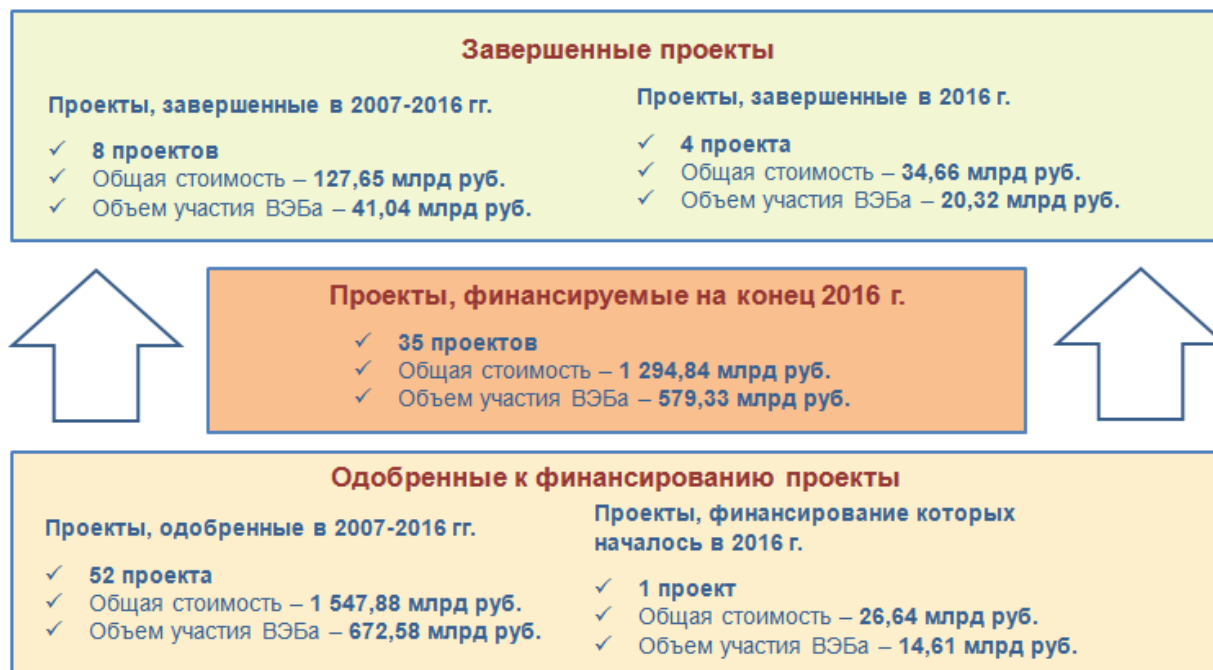 Завершенные проекты
Проекты, завершенные в 2007-2016 гг.
✓ 8 проектов
✓ Общая стоимость – 127,65 млрд руб.
✓ Объем участия ВЭБа – 41,04 млрд руб.
Проекты, завершенные в 2016 г.
✓ 4 проекта
✓ Общая стоимость – 34,66 млрд руб.
✓ Объем участия ВЭБа – 20,32 млрд руб.
Проекты, финансируемые на конец 2016 г.
✓ 35 проектов
✓ Общая стоимость – 1 294,84 млрд руб.
✓ Объем участия ВЭБа – 579,33 млрд руб.
Одобренные к финансированию проекты
Проекты, одобренные в 2007-2016 гг.
✓ 52 проекта
✓ Общая стоимость – 1 547,88 млрд руб.
✓ Объем участия ВЭБа – 672,58 млрд руб.
Проекты, финансирование которых
началось в 2016 г.
✓ 1 проект
✓ Общая стоимость – 26,64 млрд руб.
✓ Объем участия ВЭБа – 14,61 млрд руб.